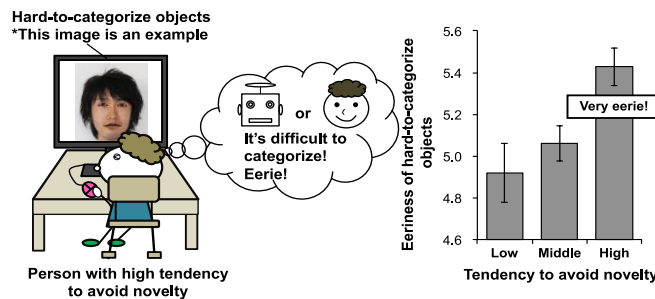 Hard-to-categorize objects
*This image is an example
or
It's difficult to
categorize!
Eerie!
Person with high tendency
to avoid novelty
Eeriness of hard-to-categorize
objects
5.6
5.4
5.2
5.0
4.8
4.6
Very eerie!
Low
Middle
High
Tendency to avoid novelty